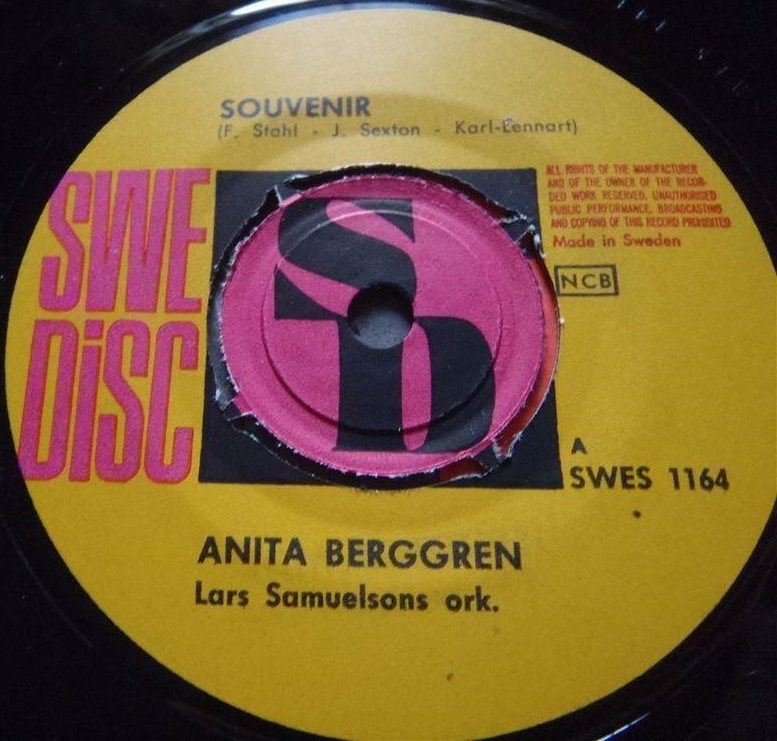 SOUVENIR
(F. Stahl - J. Sexton - Karl-Lennart)
SWE
DiSC
SD
ALL RIGHTS OF THE MANUFACTURER
AND OF THE OWNER OF THE RECOR-
DED WORK RESERVED. UNAUTHORISED
PUBLIC PERFORMANCE, BROADCASTING
AND COPYING OF THIS RECORD PROHIBITED
Made in Sweden
NCB
A
SWES 1164
ANITA BERGGREN
Lars Samuelsons ork.